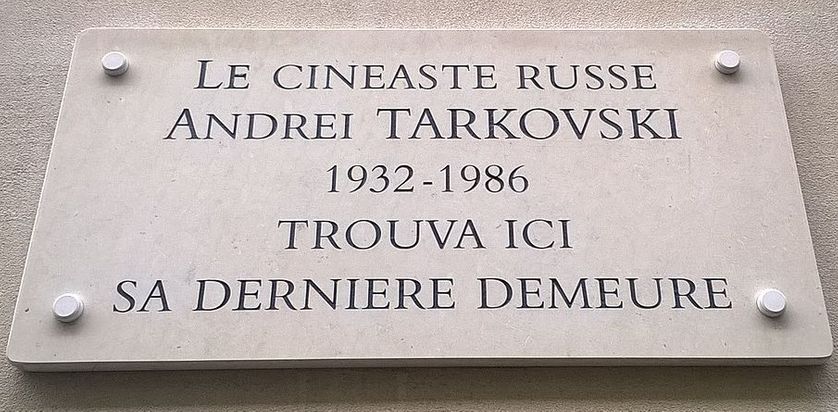 LE CINEASTE RUSSE
ANDREI TARKOVSKI
1932-1986
TROUVA ICI
SA DERNIERE DEMEURE